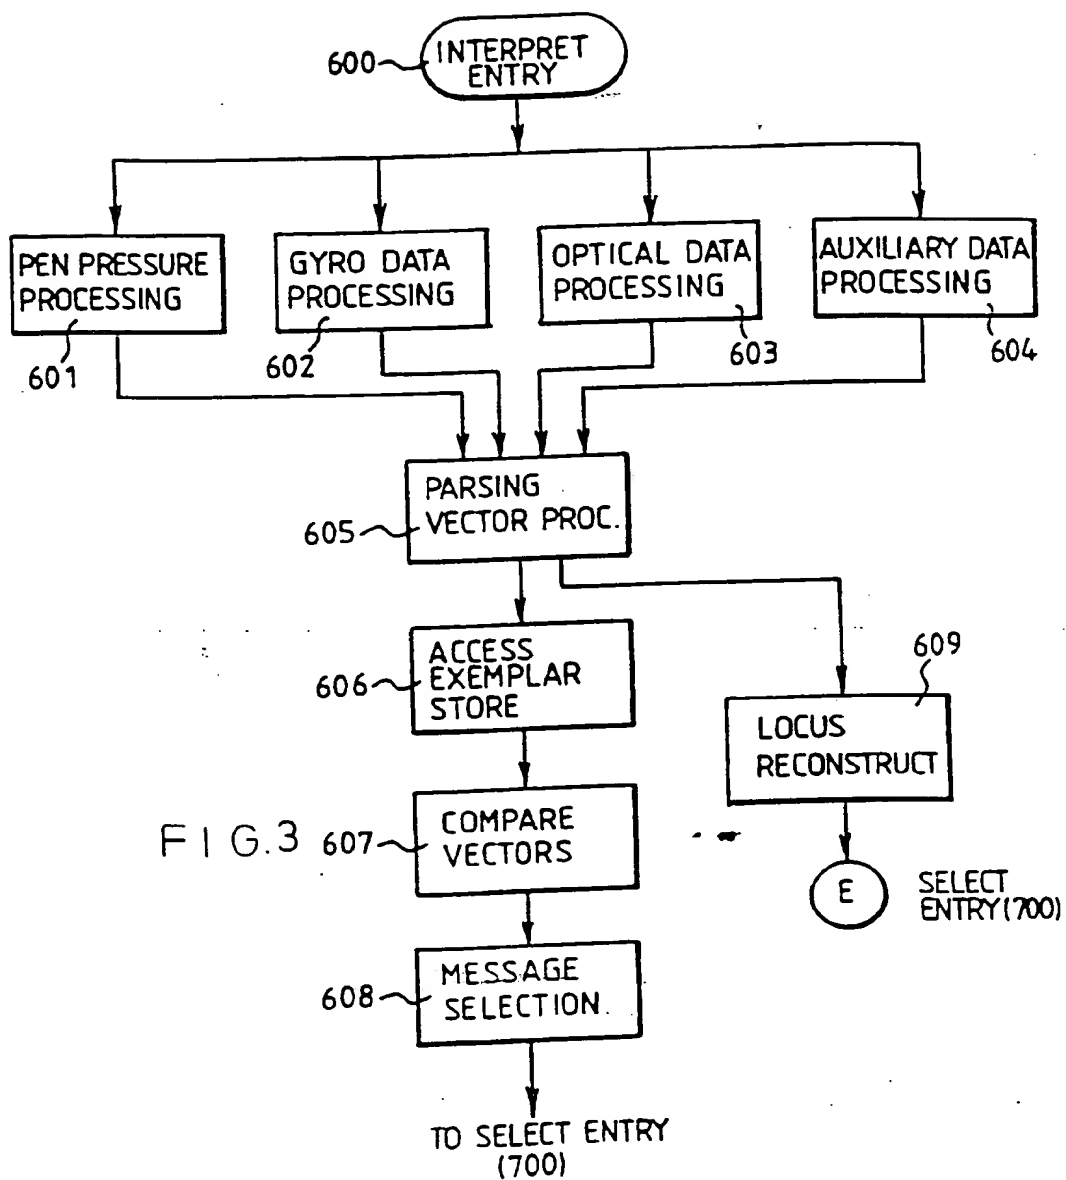 600
INTERPRET
ENTRY
PEN PRESSURE
PROCESSING
601
GYRO DATA
PROCESSING
602
OPTICAL DATA
PROCESSING
603
AUXILIARY DATA
PROCESSING
604
605
PARSING
VECTOR PROC.
606
ACCESS
EXEMPLAR
STORE
609
LOCUS
RECONSTRUCT
FIG.3
607
COMPARE
VECTORS
E
SELECT
ENTRY(700)
608
MESSAGE
SELECTION.
TO SELECT ENTRY
(700)